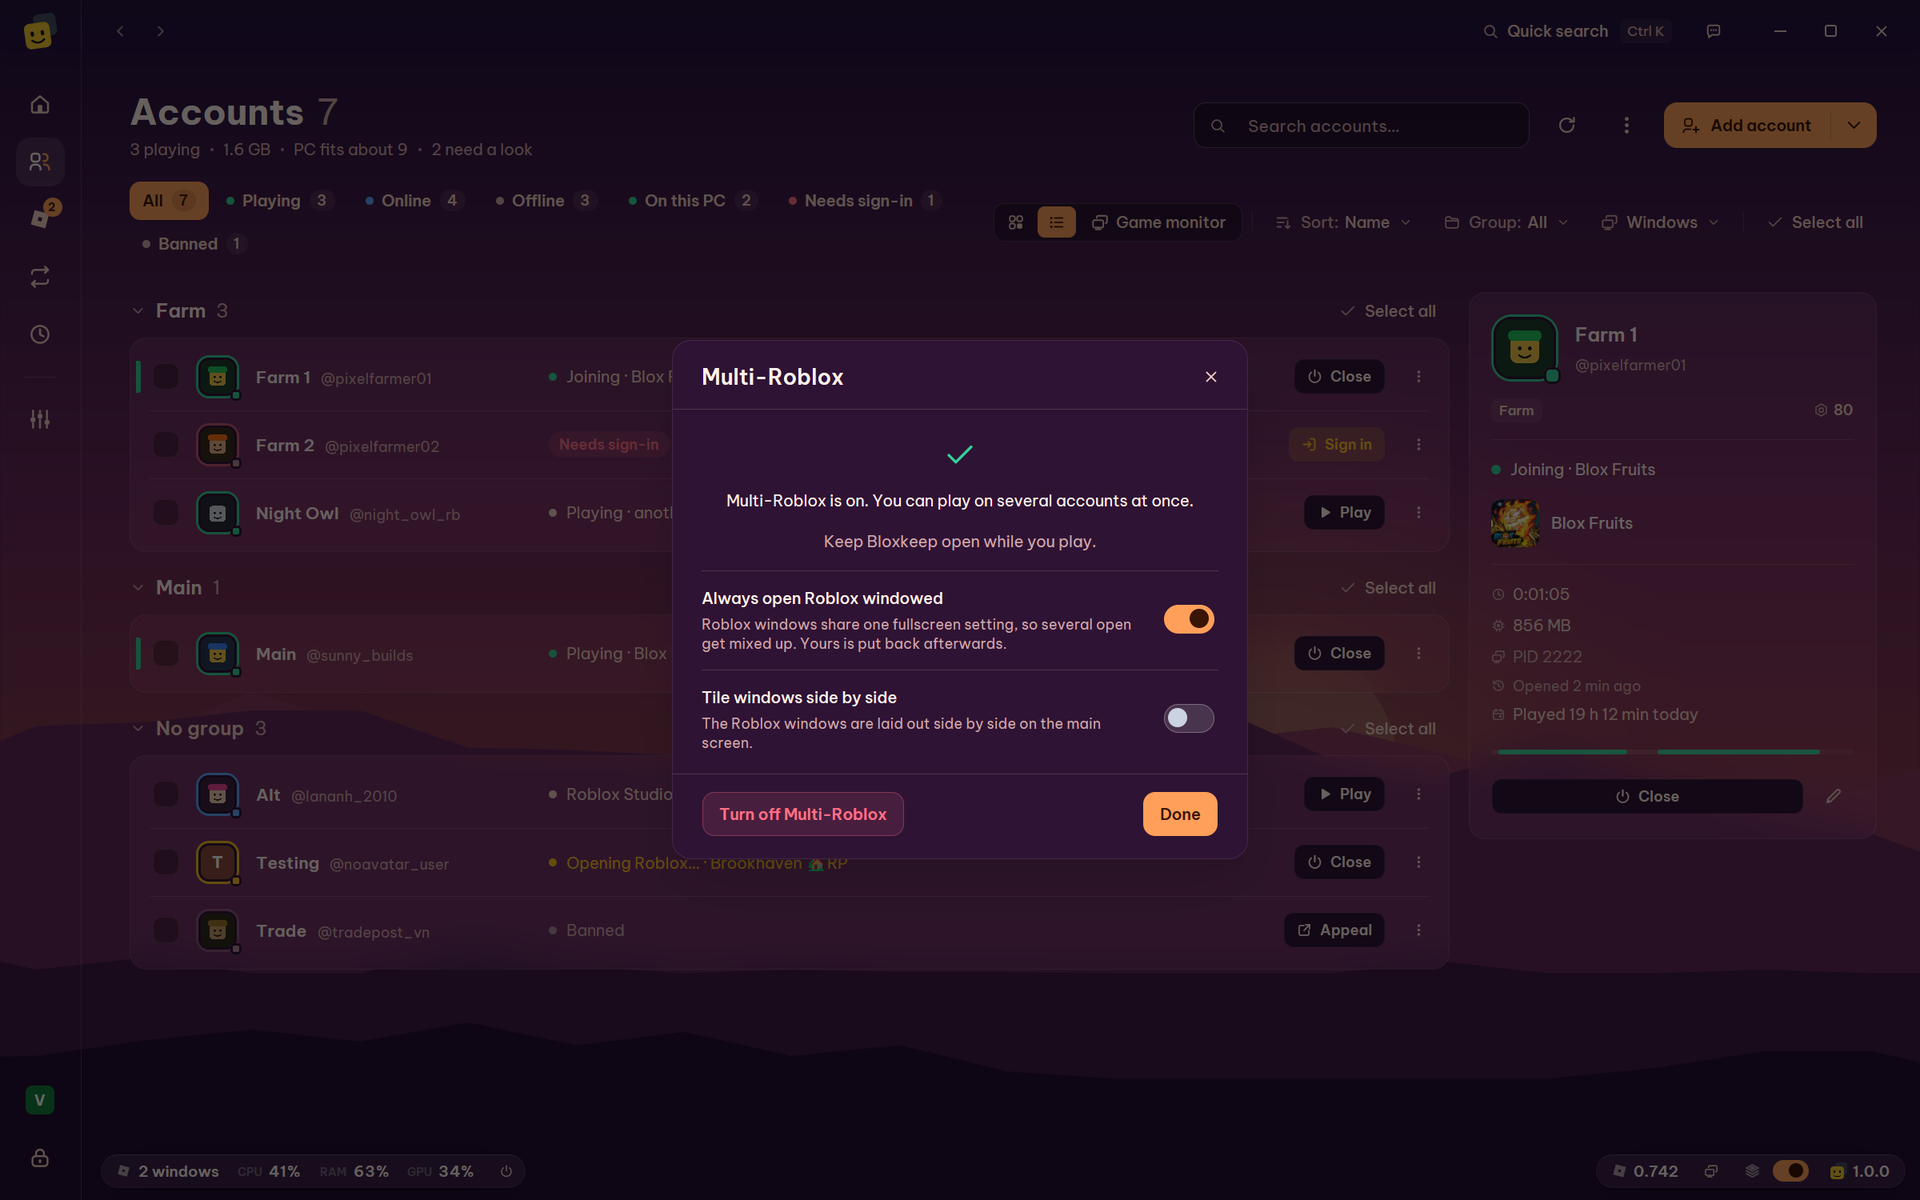 Quick search Ctrl K
Accounts 7
3 playing • 1.6 GB • PC fits about 9 • 2 need a look
Search accounts...
Add account
All 7
Playing 3
Online 4
Offline 3
On this PC 2
Needs sign-in 1
Banned 1
Game monitor
Sort: Name
Group: All
Windows
Select all
2
Farm 3
Select all
Farm 1 @pixelfarmer01
Joining · Blox F
Close
Farm 2 @pixelfarmer02
Needs sign-in
Sign in
Night Owl @night_owl_rb
Playing · anot
Play
Main 1
Select all
Main @sunny_builds
Playing · Blox
Close
No group 3
Select all
Alt @lananh_2010
Roblox Studio
Play
T
Testing @noavatar_user
Opening Roblox... · Brookhaven 🏡 RP
Close
Trade @tradepost_vn
Banned
Appeal
Multi-Roblox
Multi-Roblox is on. You can play on several accounts at once.
Keep Bloxkeep open while you play.
Always open Roblox windowed
Roblox windows share one fullscreen setting, so several open
get mixed up. Yours is put back afterwards.
Tile windows side by side
The Roblox windows are laid out side by side on the main
screen.
Turn off Multi-Roblox
Done
Farm 1
@pixelfarmer01
Farm
80
Joining · Blox Fruits
Blox Fruits
0:01:05
856 MB
PID 2222
Opened 2 min ago
Played 19 h 12 min today
Close
V
2 windows CPU 41% RAM 63% GPU 34%
0.742
1.0.0